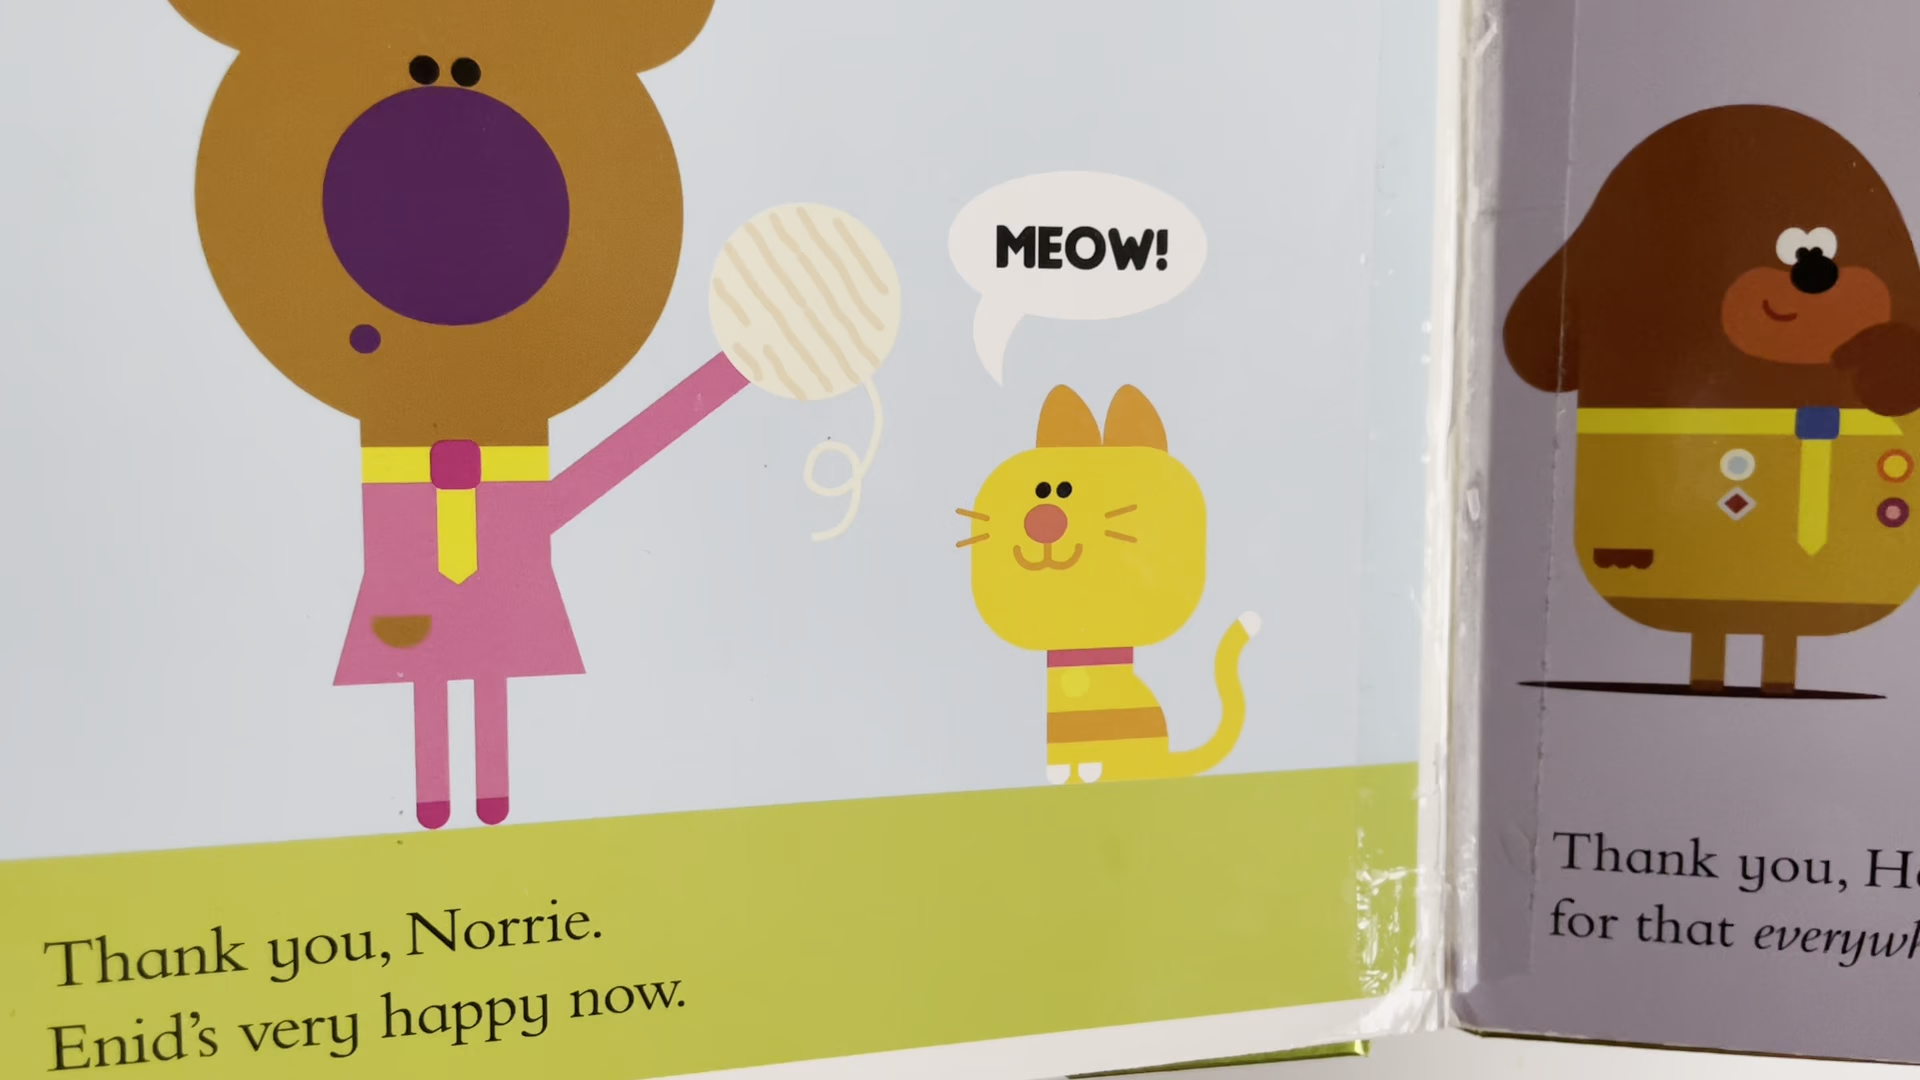 MEOW!
Thank you, Norrie.
Enid's very happy now.
Thank you,
for that